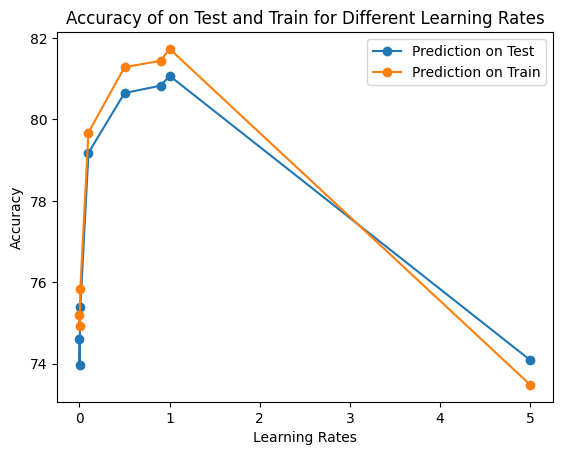 Accuracy of on Test and Train for Different Learning Rates
Prediction on Test
Prediction on Train
82
80
78
76
74
Accuracy
0 1 2 3 4 5
Learning Rates